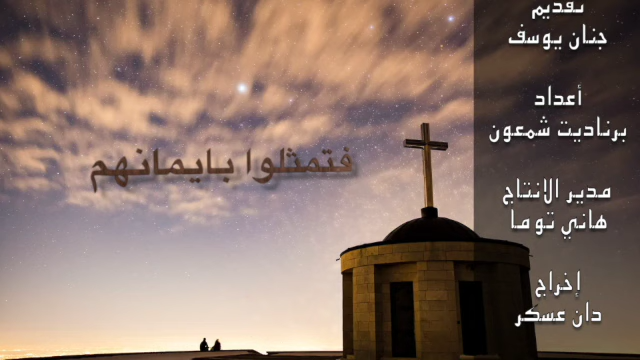 تقديم
جنان يوسف
أعداد
برناديت شمعون
مدير الانتاج
هاني توما
إخراج
دان عسكر
فتمثلوا بايمانهم